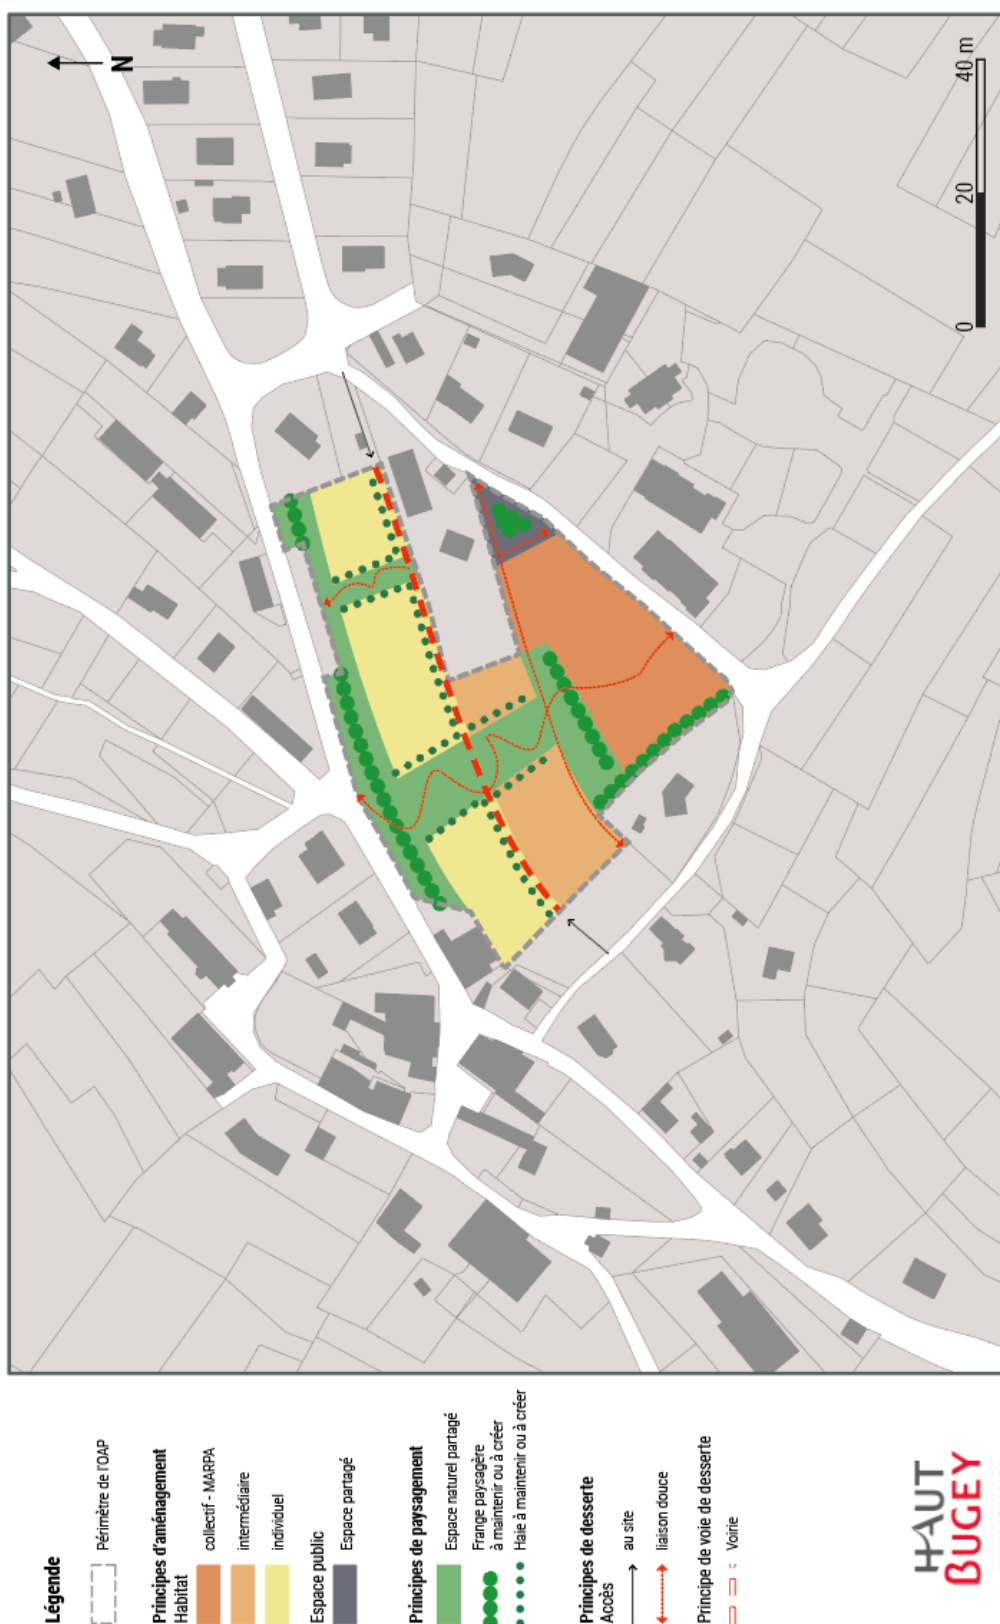 N
0 20 40 m
Légende
Périmètre de l'OAP
Principes d'aménagement
Habitat
collectif - MARPA
intermédiaire
individuel
Espace public
Espace partagé
Principes de paysagement
Espace naturel partagé
Frange paysagère
à maintenir ou à créer
Haie à maintenir ou à créer
Principes de desserte
Accès
au site
liaison douce
Principe de voie de desserte
Voirie
HAUT
BUGEY